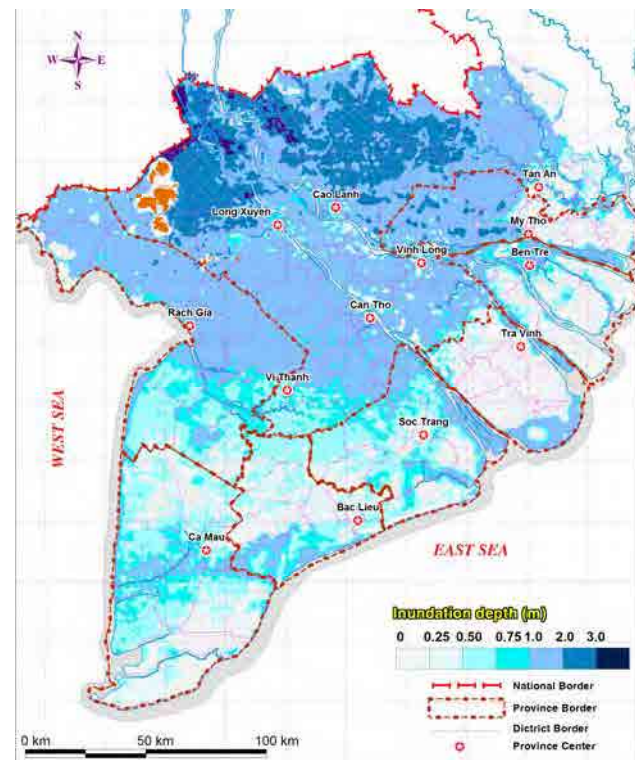 N
W E
S
Tan An
Cao Lanh
Long Xuyen
My Tho
Vinh Long
Ben Tre
Rach Gia
Can Tho
Tra Vinh
Vi Thanh
WEST SEA
Soc Trang
Bac Lieu
Ca Mau
EAST SEA
Inundation depth (m)
0 0.25 0.50 0.75 1.0 2.0 3.0
National Border
Province Border
Dictrict Border
Province Center
0 km 50 km 100 km